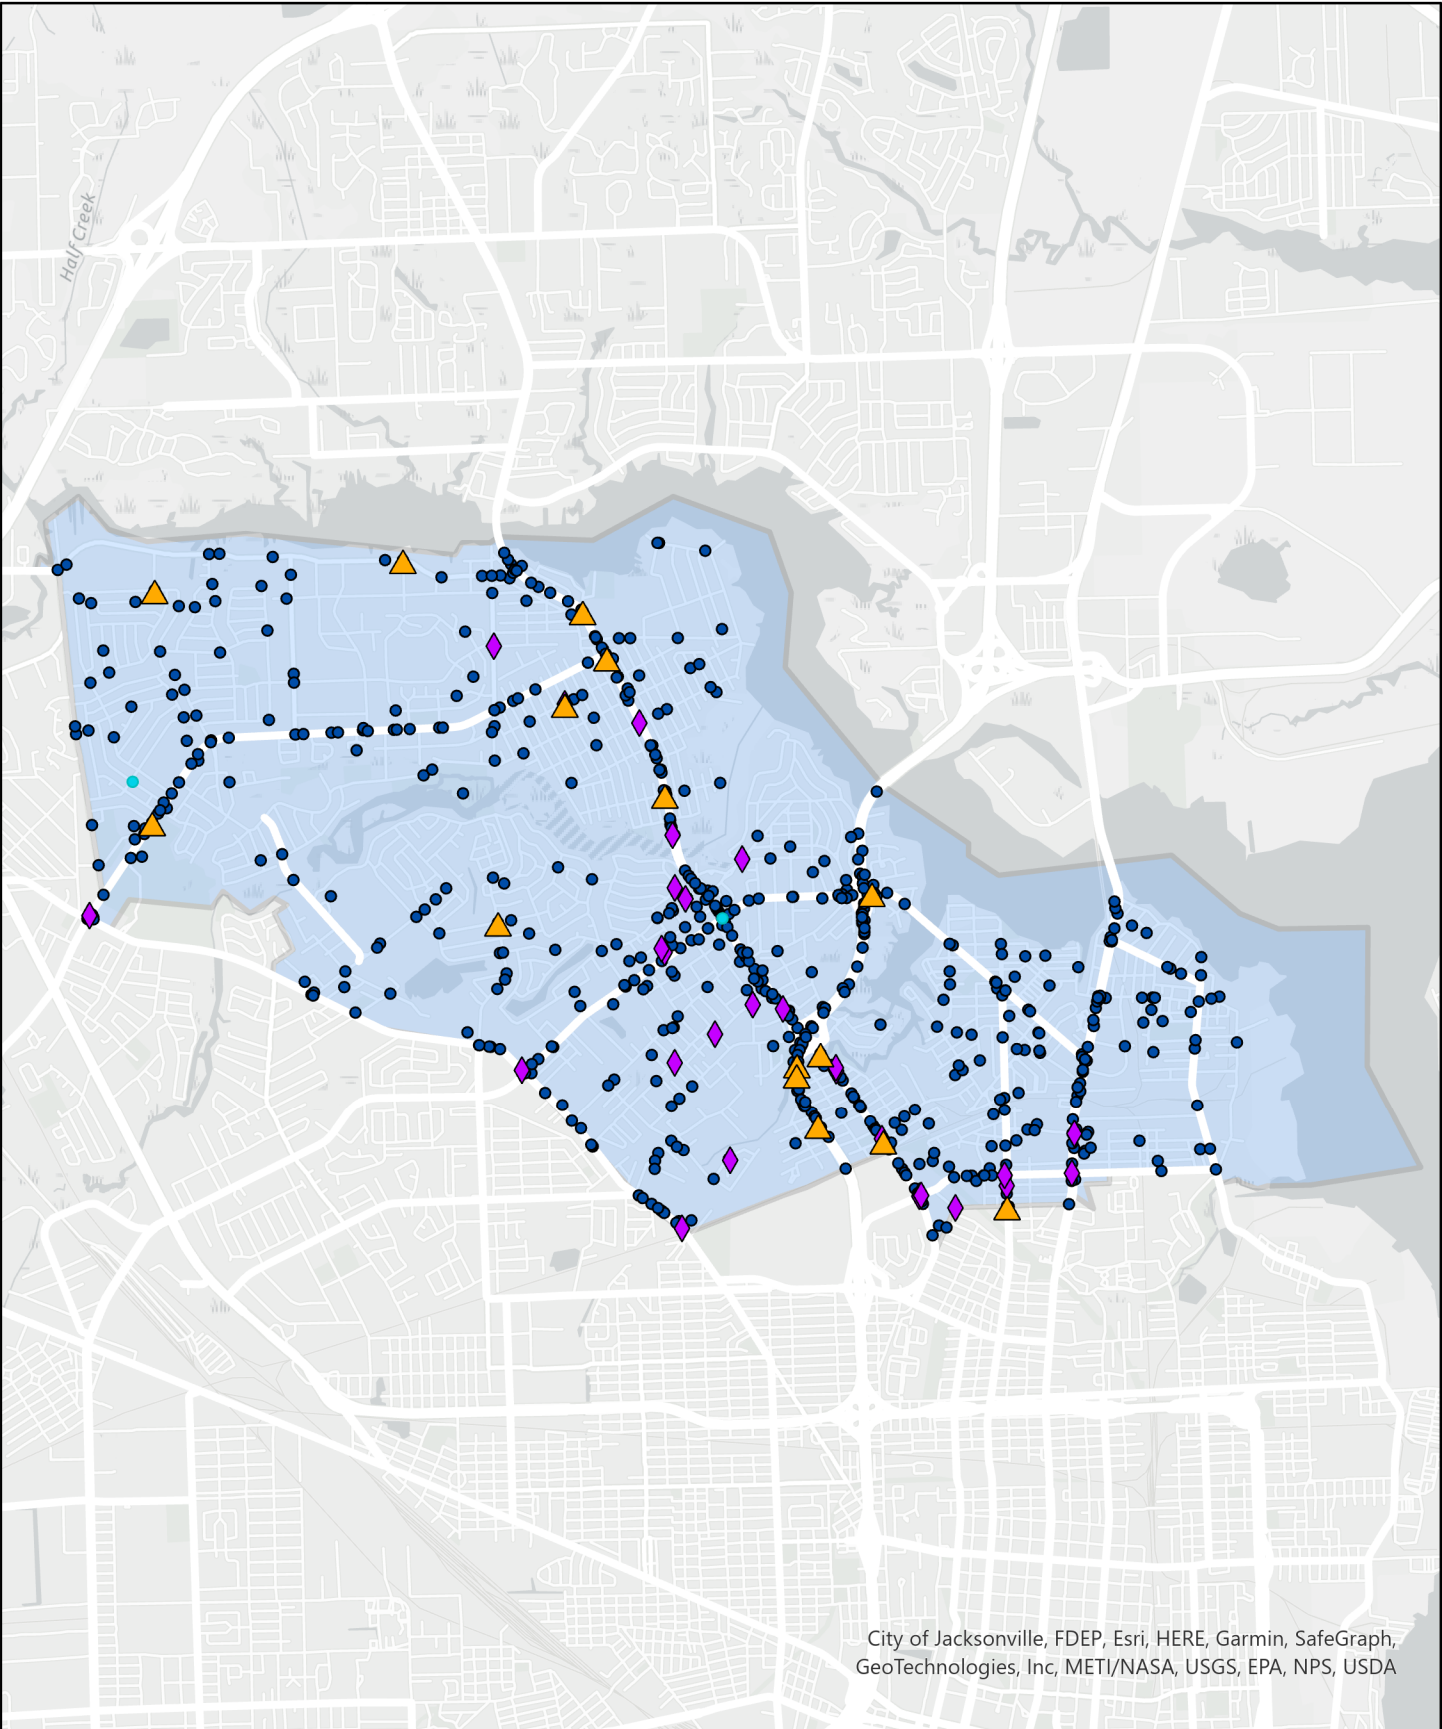 Half Creek
City of Jacksonville, FDEP, Esri, HERE, Garmin, SafeGraph,
GeoTechnologies, Inc, METI/NASA, USGS, EPA, NPS, USDA